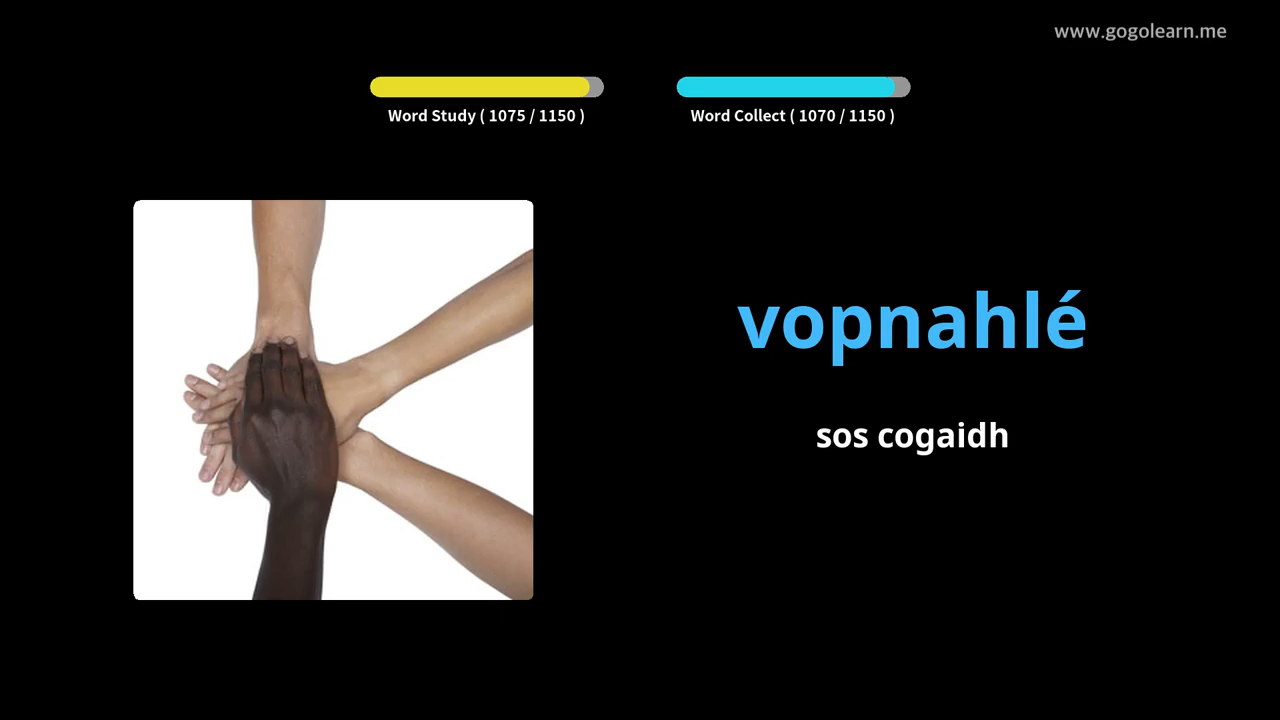 www.gogolearn.me
Word Study ( 1075 / 1150 )
Word Collect ( 1070 / 1150 )
vopnahlé
sos cogaidh